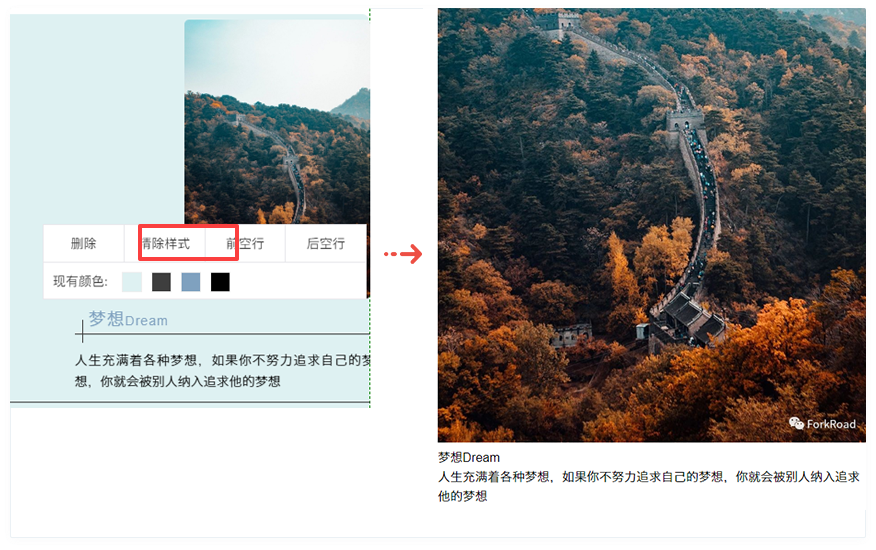 删除
清除样式
前空行
后空行
现有颜色:
梦想Dream
人生充满着各种梦想，如果你不努力追求自己的梦
想，你就会被别人纳入追求他的梦想
ForkRoad
梦想Dream
人生充满着各种梦想，如果你不努力追求自己的梦想，你就会被别人纳入追求
他的梦想